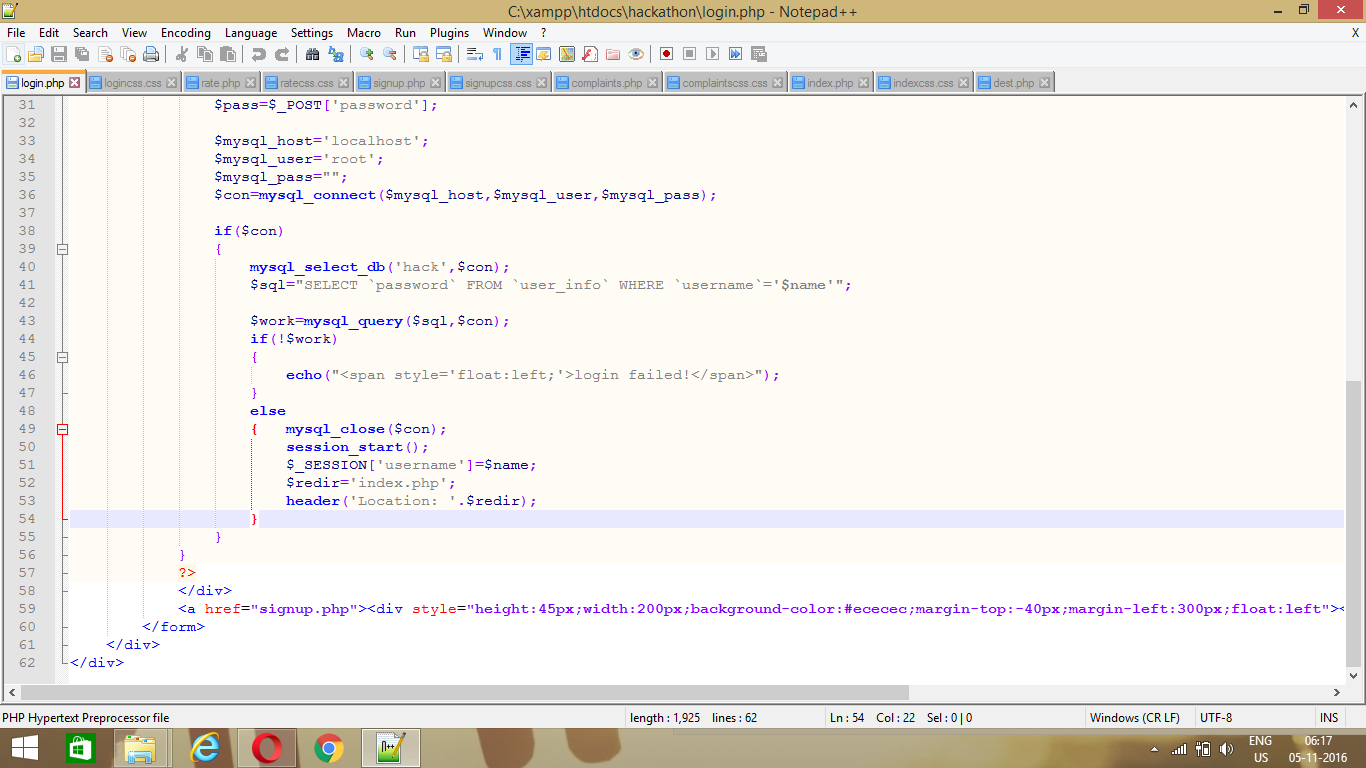 C:\xampp\htdocs\hackathon\login.php - Notepad++
File Edit Search View Encoding Language Settings Macro Run Plugins Window ? X
login.php logincss.css rate.php ratecss.css signup.php signupcss.css complaints.php complaintscss.css index.php indexcss.css dest.php
31 $pass=$_POST['password'];
32
33 $mysql_host='localhost';
34 $mysql_user='root';
35 $mysql_pass="";
36 $con=mysql_connect($mysql_host,$mysql_user,$mysql_pass);
37
38 if($con)
39 {
40 mysql_select_db('hack',$con);
41 $sql="SELECT `password` FROM `user_info` WHERE `username`='$name'";
42
43 $work=mysql_query($sql,$con);
44 if(!$work)
45 {
46 echo("<span style='float:left;'>login failed!</span>");
47 }
48 else
49 { mysql_close($con);
50 session_start();
51 $_SESSION['username']=$name;
52 $redir='index.php';
53 header('Location: '.$redir);
54 }
55 }
56 }
57 ?>
58 </div>
59 <a href="signup.php"><div style="height:45px;width:200px;background-color:#ececec;margin-top:-40px;margin-left:300px;float:left"><
60 </form>
61 </div>
62 </div>
PHP Hypertext Preprocessor file length : 1,925 lines : 62 Ln : 54 Col : 22 Sel : 0 | 0 Windows (CR LF) UTF-8 INS
ENG 06:17
US 05-11-2016